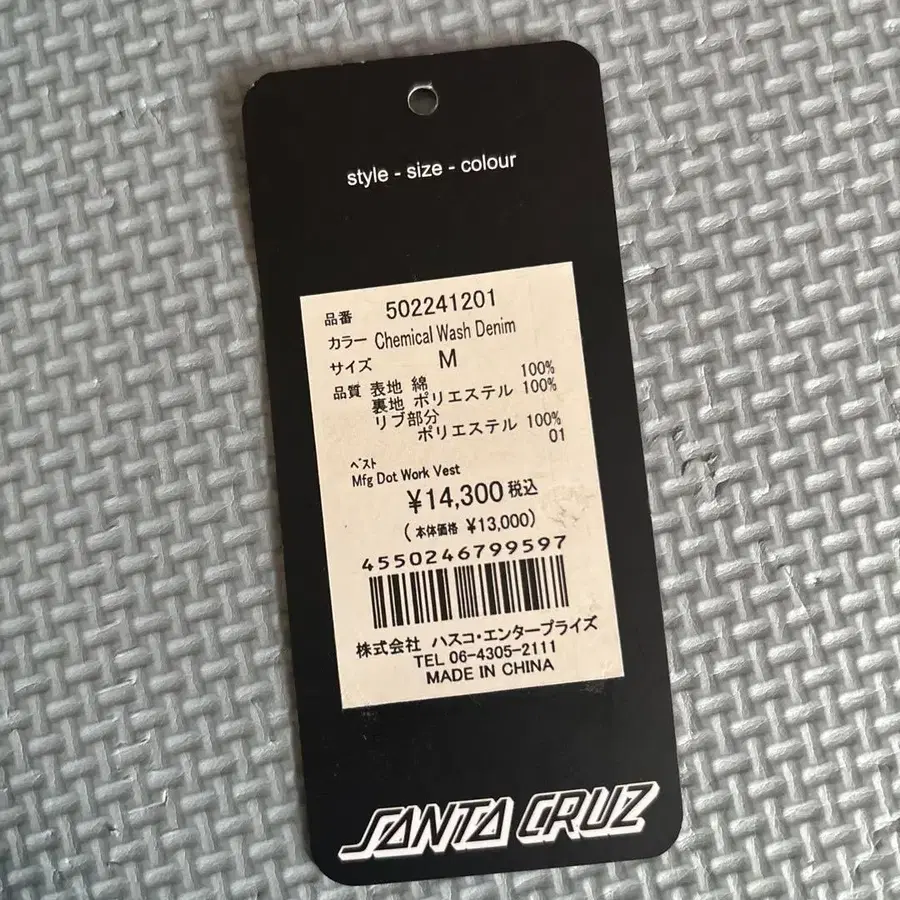 style - size - colour
品番 502241201
カラー Chemical Wash Denim
サイズ M
品質 表地 綿 100%
裏地 ポリエステル 100%
リブ部分
ポリエステル 100%
01
ベスト
Mfg Dot Work Vest
¥14,300 税込
(本体価格 ¥13,000)
4550246799597
株式会社 ハスコ・エンタープライズ
TEL 06-4305-2111
MADE IN CHINA
SANTA CRUZ